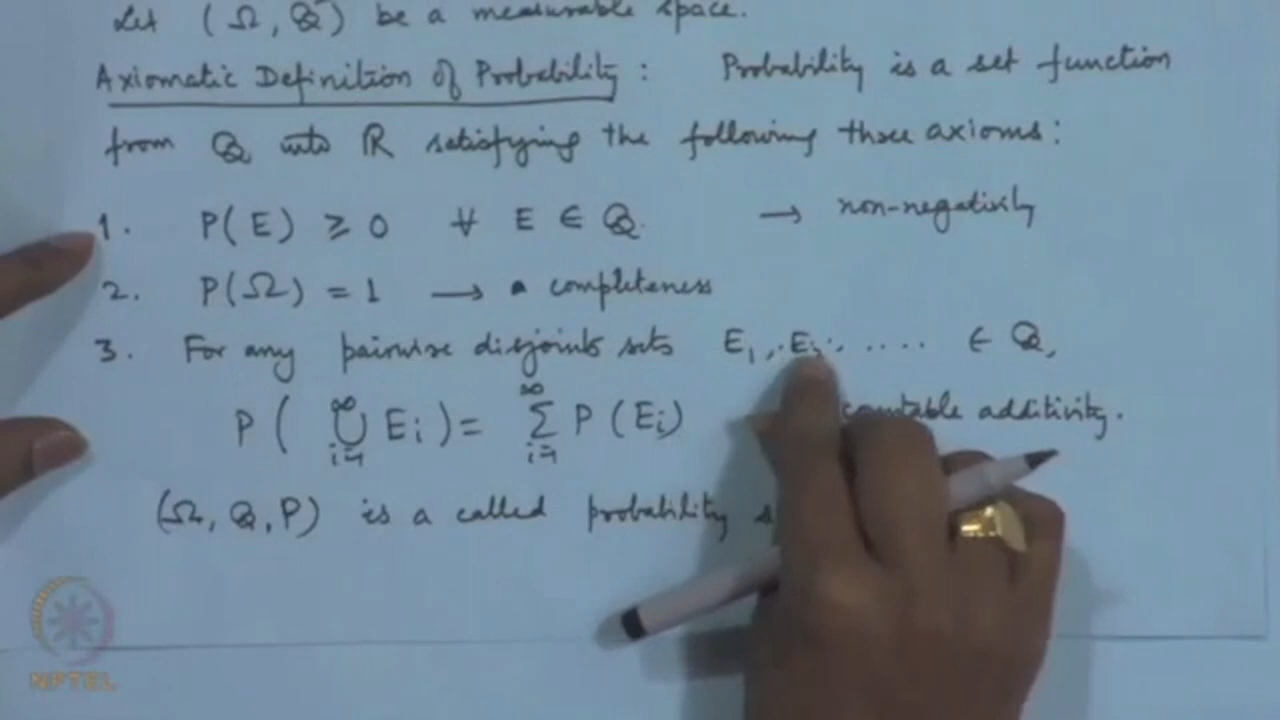 Let (Ω, Q) be a measurable space.
Axiomatic Definition of Probability : Probability is a set function
from Q into ℝ satisfying the following three axioms :
1. P(E) ≥ 0 ∀ E ∈ Q. → non-negativity
2. P(Ω) = 1 → completeness
3. For any pairwise disjoint sets E₁, E₂, .... ∈ Q,
P( ∞⋃i=1 Ei ) = ∞∑i=1 P(Ei) countable additivity.
(Ω, Q, P) is a called probability
NPTEL